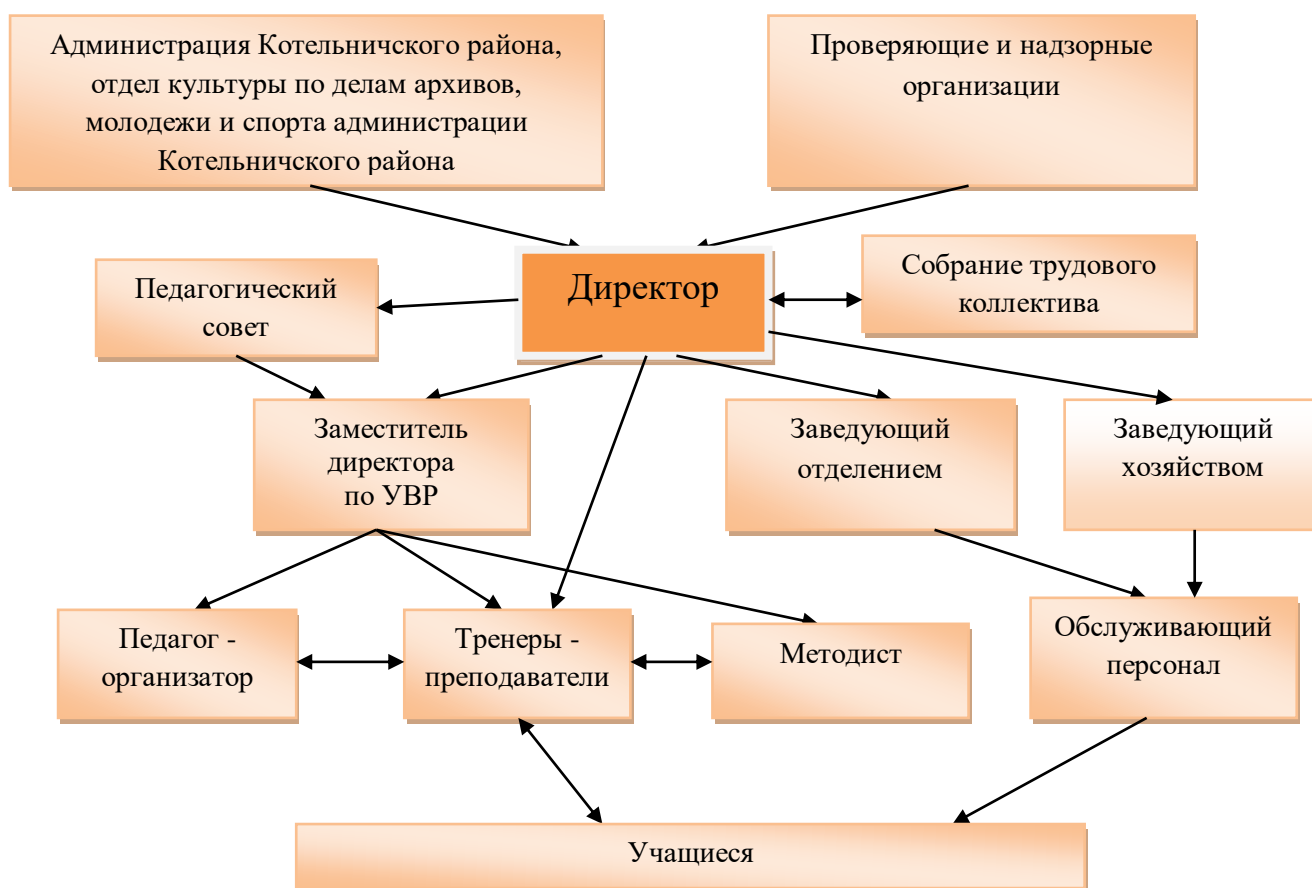 Администрация Котельничского района,
отдел культуры по делам архивов,
молодежи и спорта администрации
Котельничского района
Проверяющие и надзорные
организации
Директор
Собрание трудового
коллектива
Педагогический
совет
Заместитель
директора
по УВР
Заведующий
отделением
Заведующий
хозяйством
Педагог -
организатор
Тренеры -
преподаватели
Методист
Обслуживающий
персонал
Учащиеся